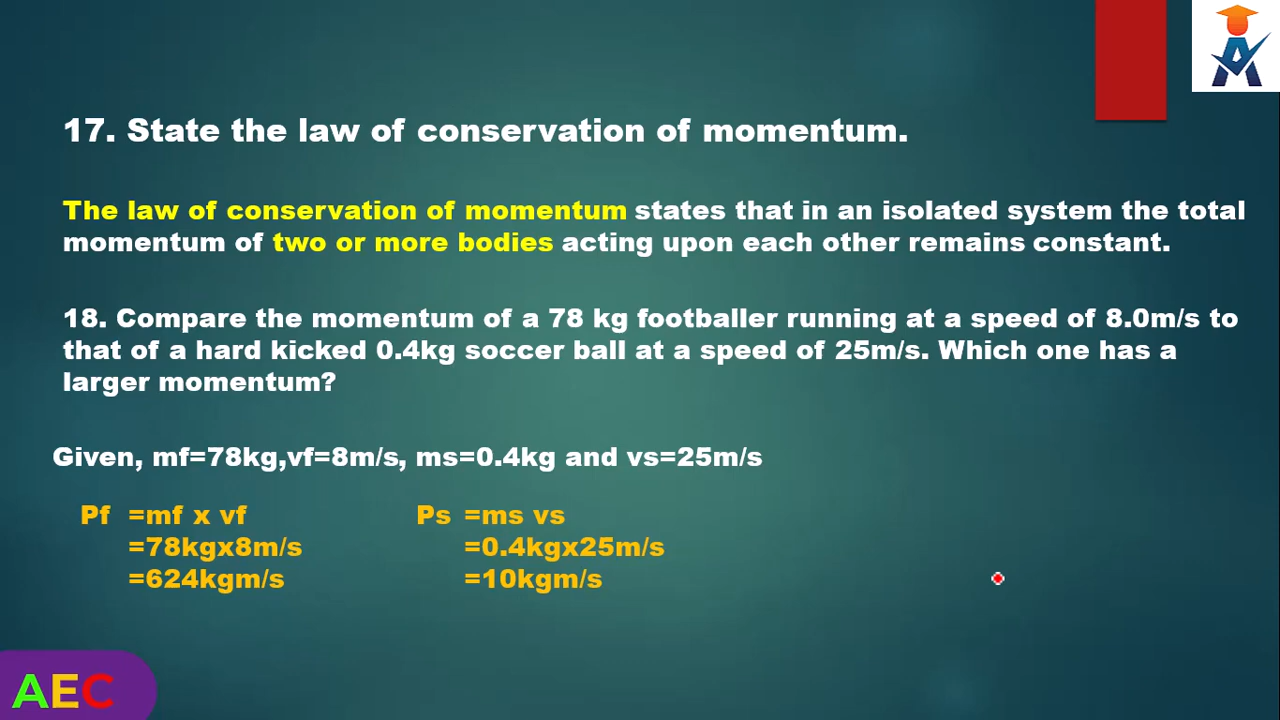 17. State the law of conservation of momentum.
The law of conservation of momentum states that in an isolated system the total
momentum of two or more bodies acting upon each other remains constant.
18. Compare the momentum of a 78 kg footballer running at a speed of 8.0m/s to
that of a hard kicked 0.4kg soccer ball at a speed of 25m/s. Which one has a
larger momentum?
Given, mf=78kg,vf=8m/s, ms=0.4kg and vs=25m/s
Pf =mf x vf
=78kgx8m/s
=624kgm/s
Ps =ms vs
=0.4kgx25m/s
=10kgm/s
AEC